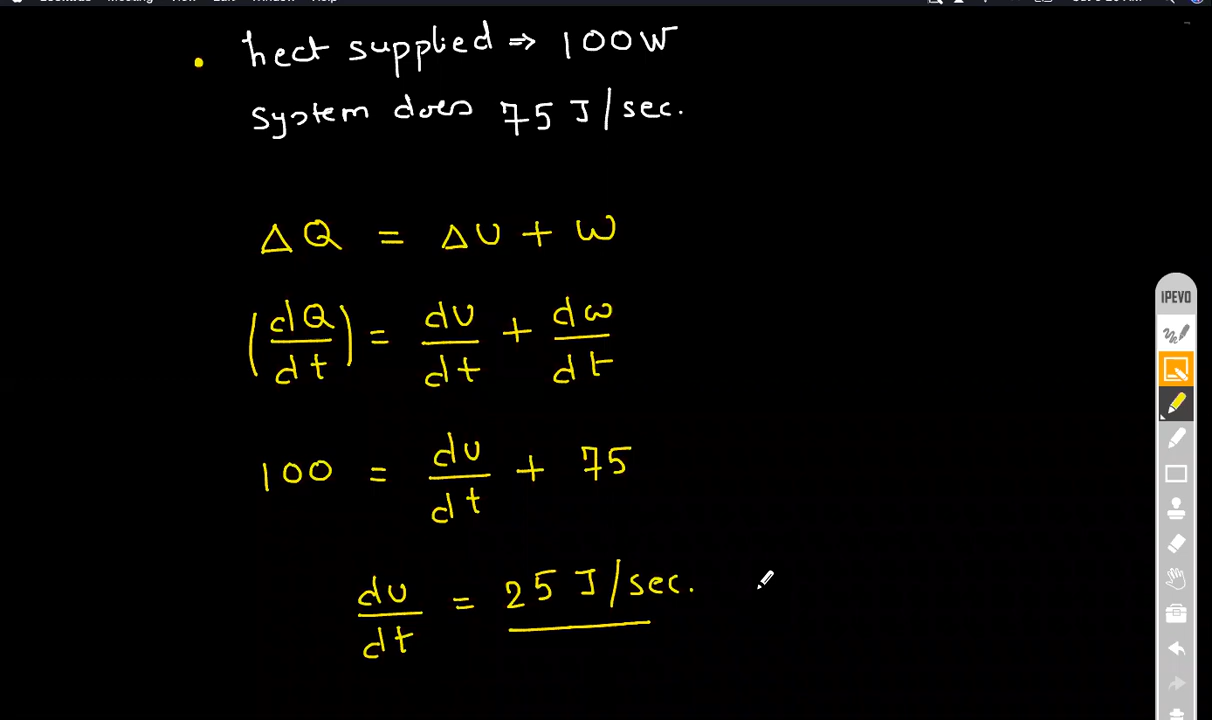 • heat supplied ⇒ 100W
system does 75 J/sec.
ΔQ = ΔU + W
(dQ/dt) = dU/dt + dw/dt
100 = dU/dt + 75
dU/dt = 25 J/sec.
IPEVO